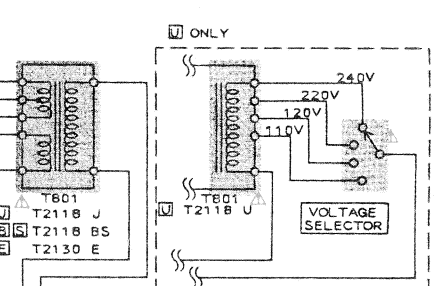 U ONLY
240V
220V
120V
110V
T801
J T2118 J
B S T2118 BS
E T2130 E
T801
U T2118 U
VOLTAGE
SELECTOR